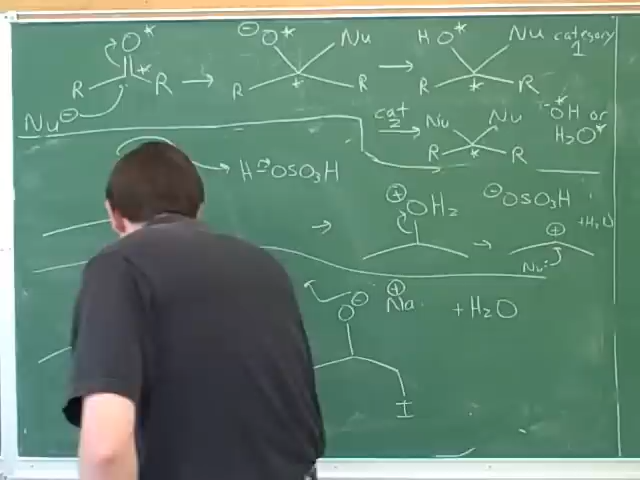 O* ⊖O* Nu HO* Nu category 1
* R R → R * R → R * R
Nu⊖ cat 2 → Nu Nu ⁻*OH or H₂O*
R * R
H OSO₃H
→ ⊕OH₂ → ⊖OSO₃H ⊕ +H₂O
Nu:
O⊖ ⊕Na + H₂O
I